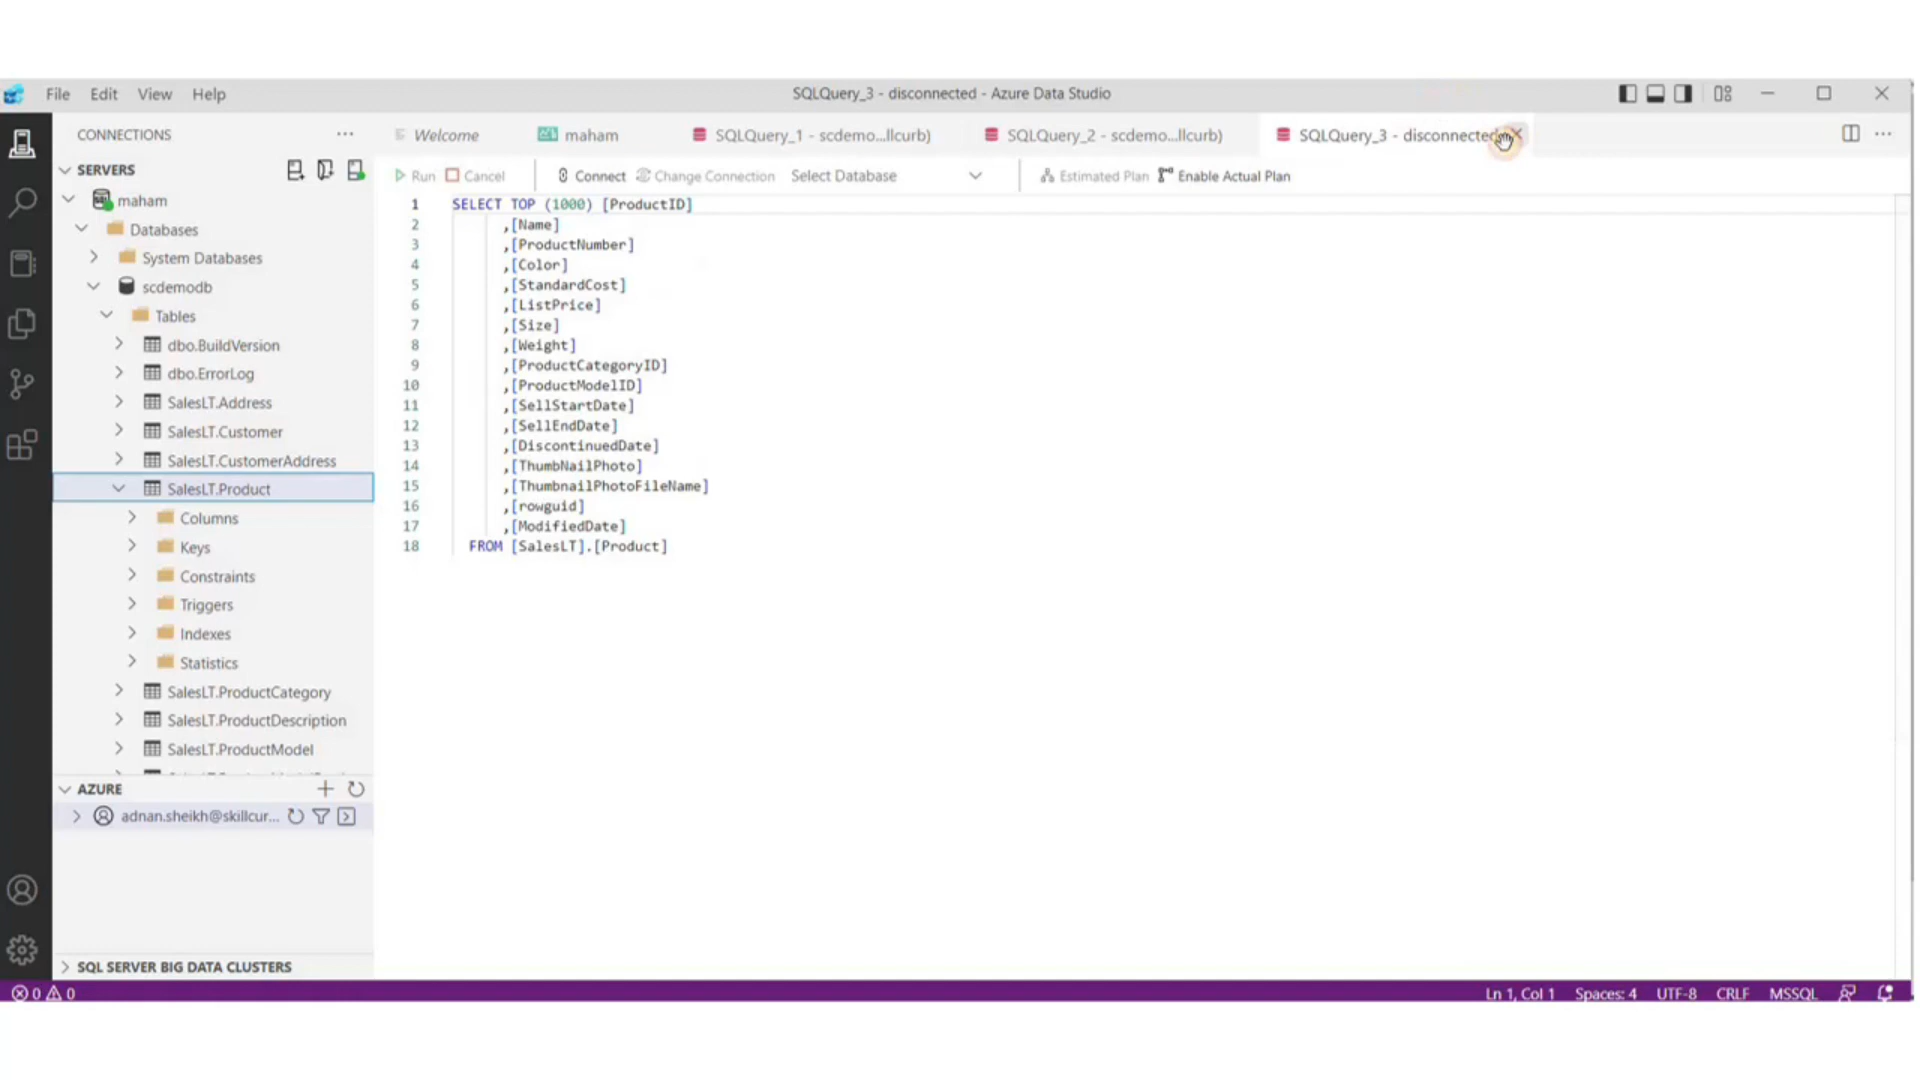 File Edit View Help
SQLQuery_3 - disconnected - Azure Data Studio
CONNECTIONS
Welcome
maham
SQLQuery_1 - scdemo...llcurb)
SQLQuery_2 - scdemo...llcurb)
SQLQuery_3 - disconnected
SERVERS
Run Cancel Connect Change Connection Select Database Estimated Plan Enable Actual Plan
maham
Databases
System Databases
scdemodb
Tables
dbo.BuildVersion
dbo.ErrorLog
SalesLT.Address
SalesLT.Customer
SalesLT.CustomerAddress
SalesLT.Product
Columns
Keys
Constraints
Triggers
Indexes
Statistics
SalesLT.ProductCategory
SalesLT.ProductDescription
SalesLT.ProductModel
AZURE
adnan.sheikh@skillcur...
SQL SERVER BIG DATA CLUSTERS
1 SELECT TOP (1000) [ProductID]
2 ,[Name]
3 ,[ProductNumber]
4 ,[Color]
5 ,[StandardCost]
6 ,[ListPrice]
7 ,[Size]
8 ,[Weight]
9 ,[ProductCategoryID]
10 ,[ProductModelID]
11 ,[SellStartDate]
12 ,[SellEndDate]
13 ,[DiscontinuedDate]
14 ,[ThumbNailPhoto]
15 ,[ThumbnailPhotoFileName]
16 ,[rowguid]
17 ,[ModifiedDate]
18 FROM [SalesLT].[Product]
0 0
Ln 1, Col 1 Spaces: 4 UTF-8 CRLF MSSQL